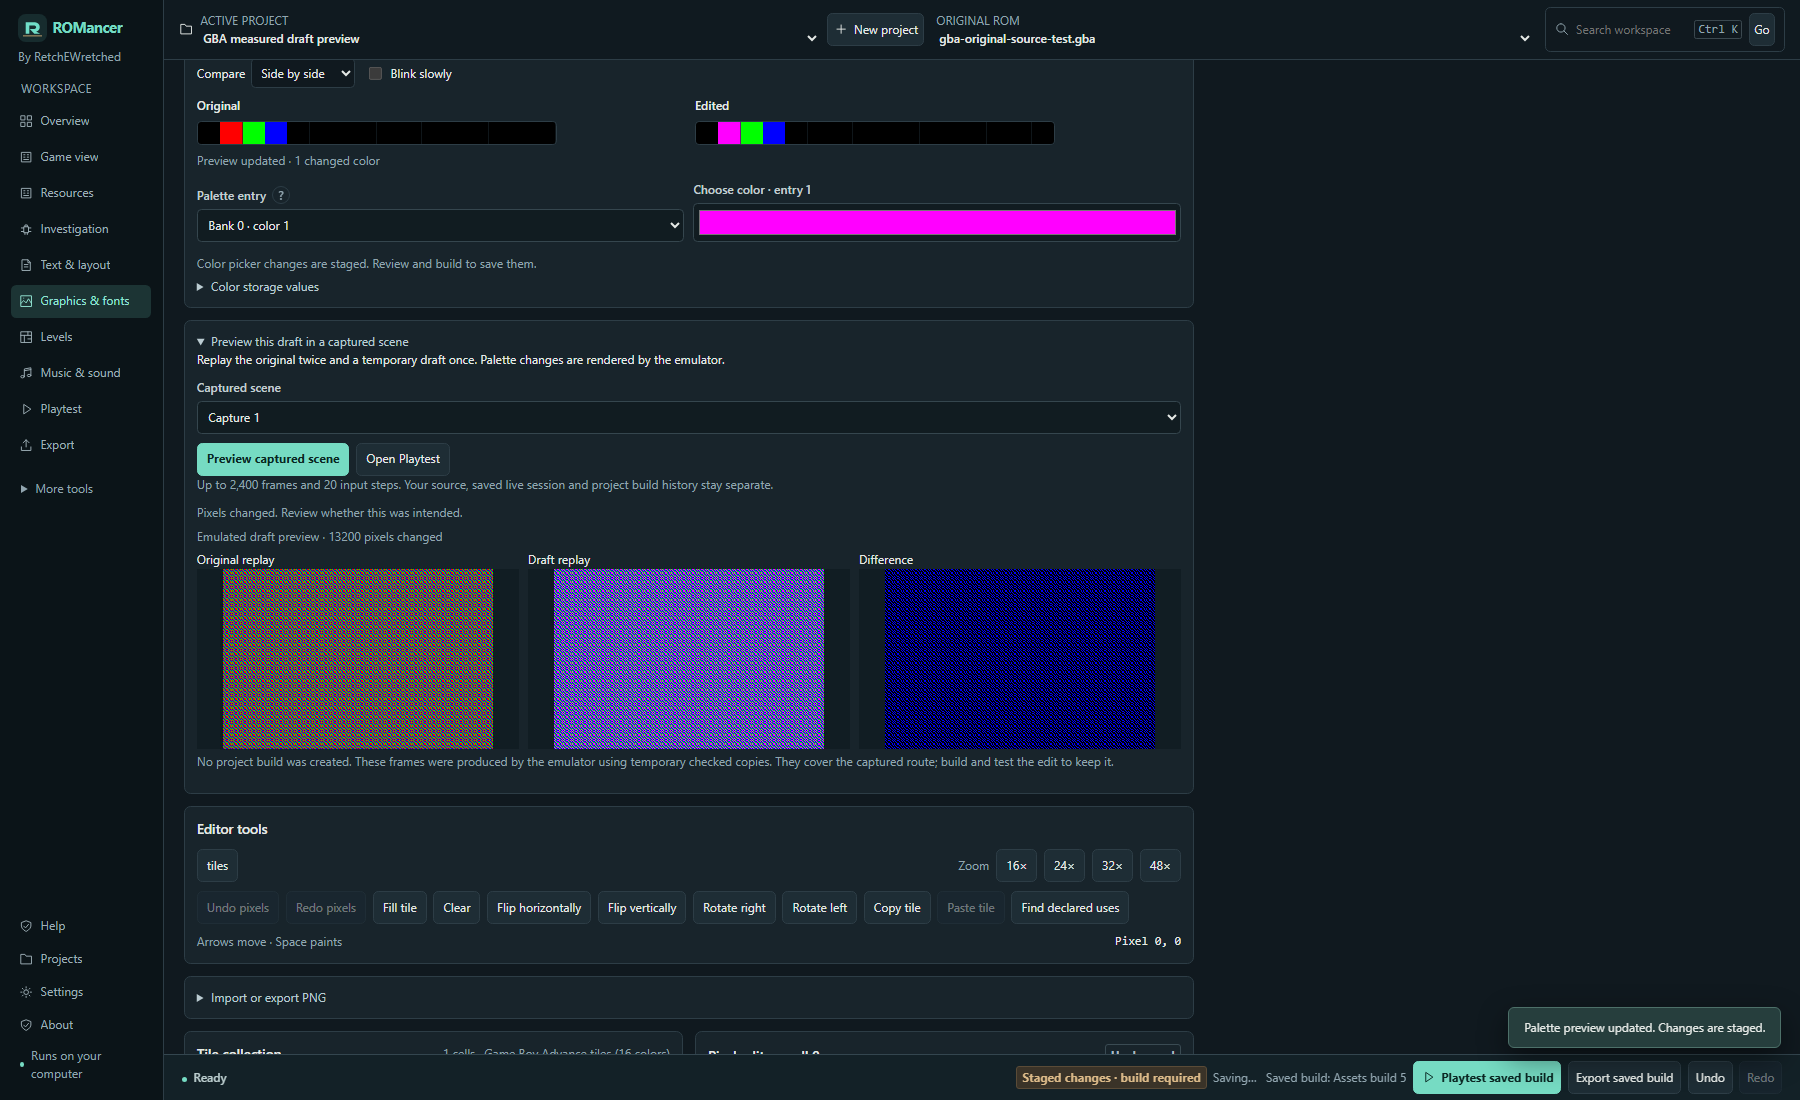 ROMancer
By RetchEWretched
WORKSPACE
Overview
Game view
Resources
Investigation
Text & layout
Graphics & fonts
Levels
Music & sound
Playtest
Export
More tools
Help
Projects
Settings
About
Runs on your
computer
ACTIVE PROJECT
GBA measured draft preview
New project
ORIGINAL ROM
gba-original-source-test.gba
Search workspace
Ctrl K
Go
Compare
Side by side
Blink slowly
Original
Edited
Preview updated · 1 changed color
Palette entry ?
Choose color · entry 1
Bank 0 · color 1
Color picker changes are staged. Review and build to save them.
Color storage values
Preview this draft in a captured scene
Replay the original twice and a temporary draft once. Palette changes are rendered by the emulator.
Captured scene
Capture 1
Preview captured scene
Open Playtest
Up to 2,400 frames and 20 input steps. Your source, saved live session and project build history stay separate.
Pixels changed. Review whether this was intended.
Emulated draft preview · 13200 pixels changed
Original replay
Draft replay
Difference
No project build was created. These frames were produced by the emulator using temporary checked copies. They cover the captured route; build and test the edit to keep it.
Editor tools
tiles
Zoom 16× 24× 32× 48×
Undo pixels Redo pixels Fill tile Clear Flip horizontally Flip vertically Rotate right Rotate left Copy tile Paste tile Find declared uses
Arrows move · Space paints
Pixel 0, 0
Import or export PNG
Tile collection
1 cells · Game Boy Advance tiles (16 colors)
Palette preview updated. Changes are staged.
Ready
Staged changes · build required
Saving...
Saved build: Assets build 5
Playtest saved build
Export saved build
Undo
Redo